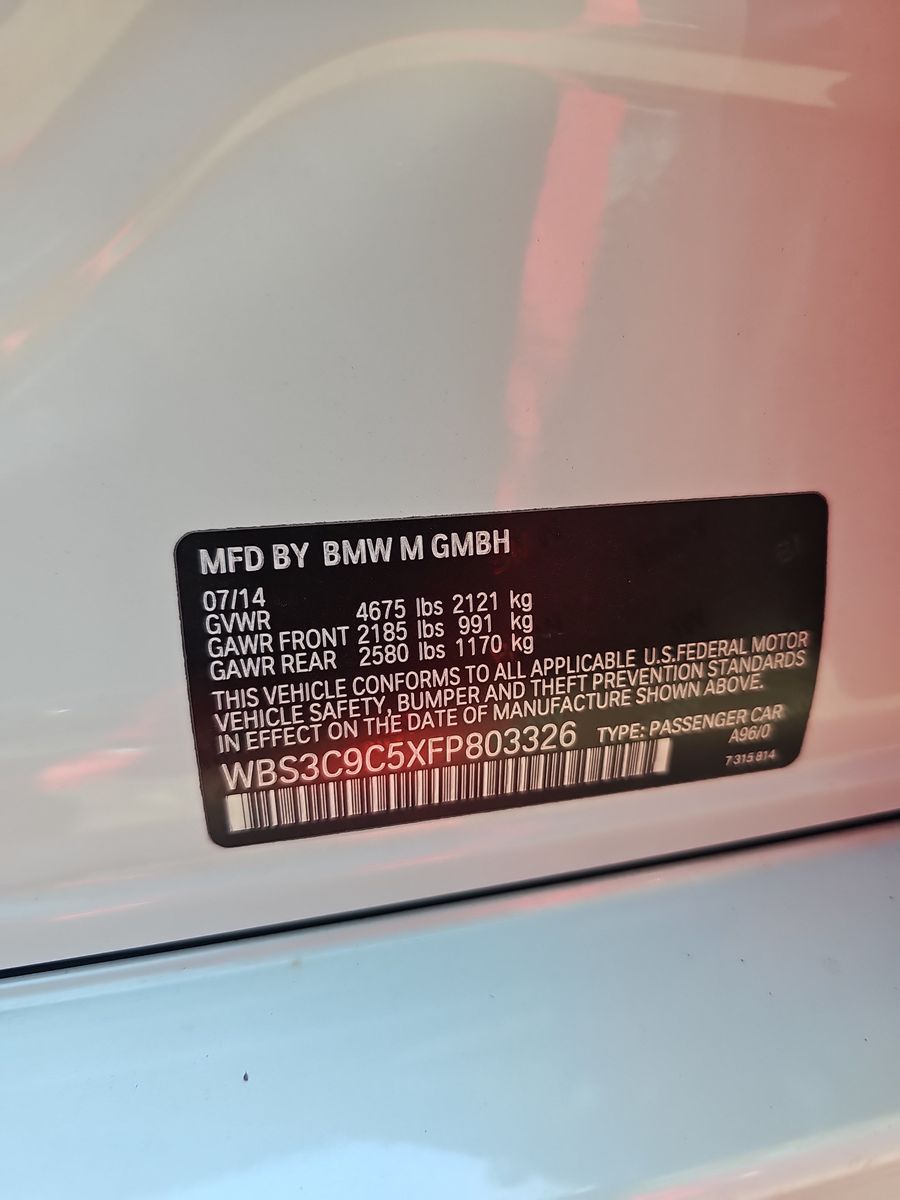 MFD BY BMW M GMBH
07/14
GVWR 4675 lbs 2121 kg
GAWR FRONT 2185 lbs 991 kg
GAWR REAR 2580 lbs 1170 kg
THIS VEHICLE CONFORMS TO ALL APPLICABLE U.S.FEDERAL MOTOR
VEHICLE SAFETY, BUMPER AND THEFT PREVENTION STANDARDS
IN EFFECT ON THE DATE OF MANUFACTURE SHOWN ABOVE.
WBS3C9C5XFP803326 TYPE: PASSENGER CAR
A96/0
7 315 814